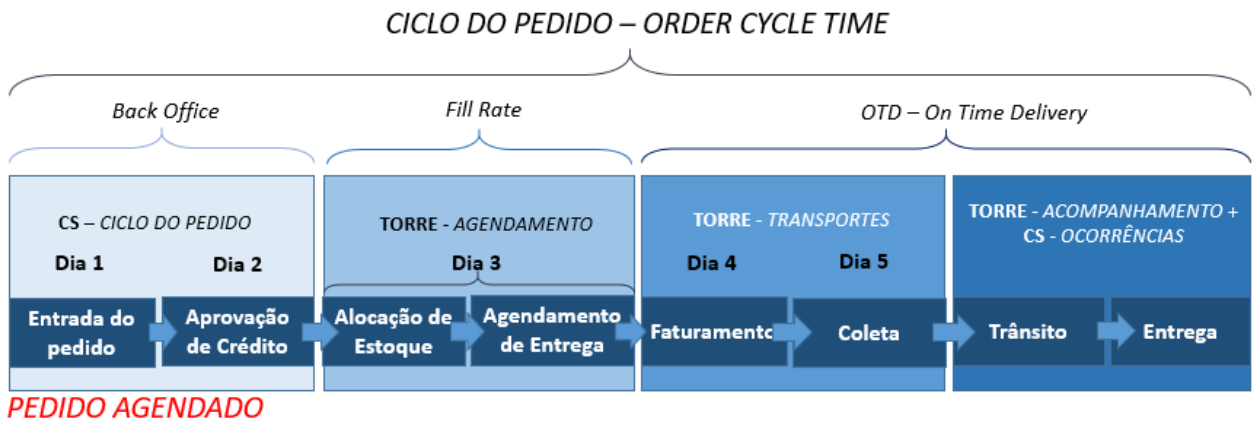 CICLO DO PEDIDO – ORDER CYCLE TIME
Back Office
Fill Rate
OTD – On Time Delivery
CS – CICLO DO PEDIDO
Dia 1
Dia 2
Entrada do
pedido
Aprovação
de Crédito
TORRE - AGENDAMENTO
Dia 3
Alocação de
Estoque
Agendamento
de Entrega
TORRE - TRANSPORTES
Dia 4
Dia 5
Faturamento
Coleta
TORRE - ACOMPANHAMENTO +
CS - OCORRÊNCIAS
Trânsito
Entrega
PEDIDO AGENDADO